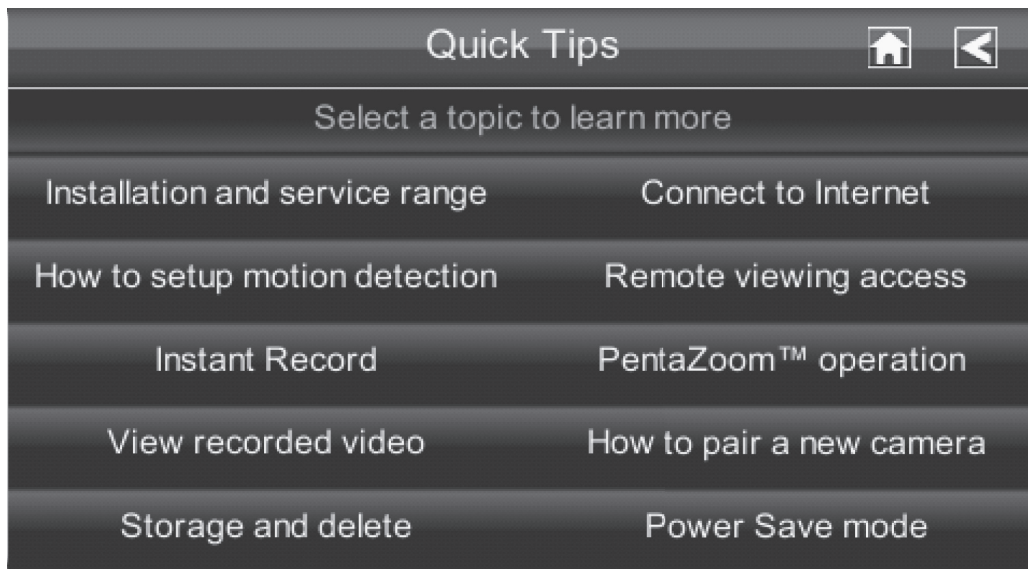 Quick Tips
Select a topic to learn more
Installation and service range
Connect to Internet
How to setup motion detection
Remote viewing access
Instant Record
PentaZoom™ operation
View recorded video
How to pair a new camera
Storage and delete
Power Save mode